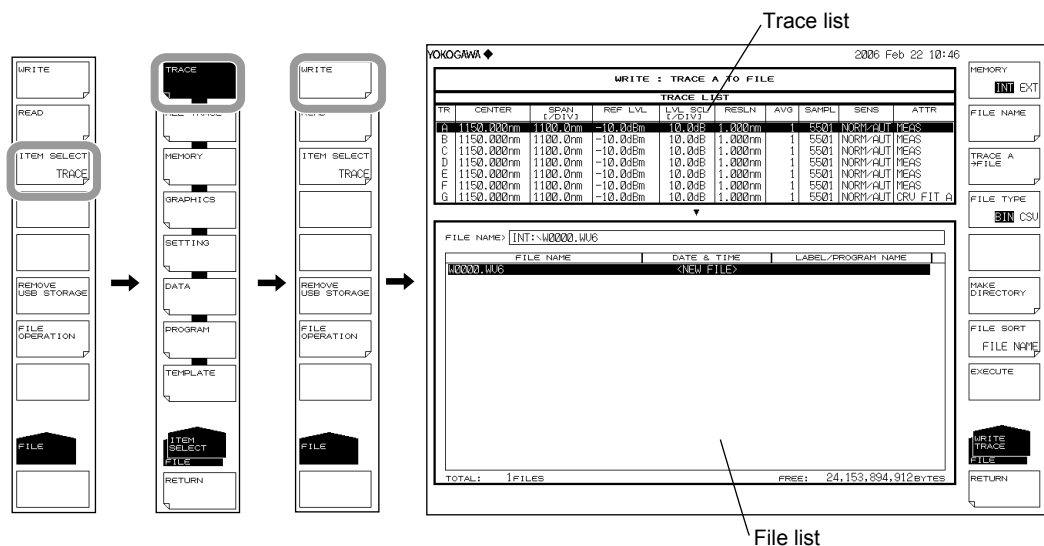 Trace list
WRITE
READ
ITEM SELECT
TRACE
REMOVE
USB STORAGE
FILE
OPERATION
FILE
TRACE
ALL TRACE
MEMORY
GRAPHICS
SETTING
DATA
PROGRAM
TEMPLATE
ITEM
SELECT
FILE
RETURN
WRITE
READ
ITEM SELECT
TRACE
REMOVE
USB STORAGE
FILE
OPERATION
FILE
YOKOGAWA 2006 Feb 22 10:46
WRITE : TRACE A TO FILE
TRACE LIST
TR CENTER SPAN [/DIV] REF LVL LVL SCL [/DIV] RESLN AVG SAMPL SENS ATTR
A 1150.000nm 1100.0nm -10.0dBm 10.0dB 1.000nm 1 5501 NORM/AUT MEAS
B 1150.000nm 1100.0nm -10.0dBm 10.0dB 1.000nm 1 5501 NORM/AUT MEAS
C 1150.000nm 1100.0nm -10.0dBm 10.0dB 1.000nm 1 5501 NORM/AUT MEAS
D 1150.000nm 1100.0nm -10.0dBm 10.0dB 1.000nm 1 5501 NORM/AUT MEAS
E 1150.000nm 1100.0nm -10.0dBm 10.0dB 1.000nm 1 5501 NORM/AUT MEAS
F 1150.000nm 1100.0nm -10.0dBm 10.0dB 1.000nm 1 5501 NORM/AUT MEAS
G 1150.000nm 1100.0nm -10.0dBm 10.0dB 1.000nm 1 5501 NORM/AUT CRV FIT A
FILE NAME> INT:\W0000.WV6
FILE NAME DATE & TIME LABEL/PROGRAM NAME
W0000.WV6 <NEW FILE>
TOTAL: 1FILES FREE: 24,153,894,912BYTES
MEMORY
INT EXT
FILE NAME
TRACE A
→FILE
FILE TYPE
BIN CSV
MAKE
DIRECTORY
FILE SORT
FILE NAME
EXECUTE
WRITE
TRACE
FILE
RETURN
File list